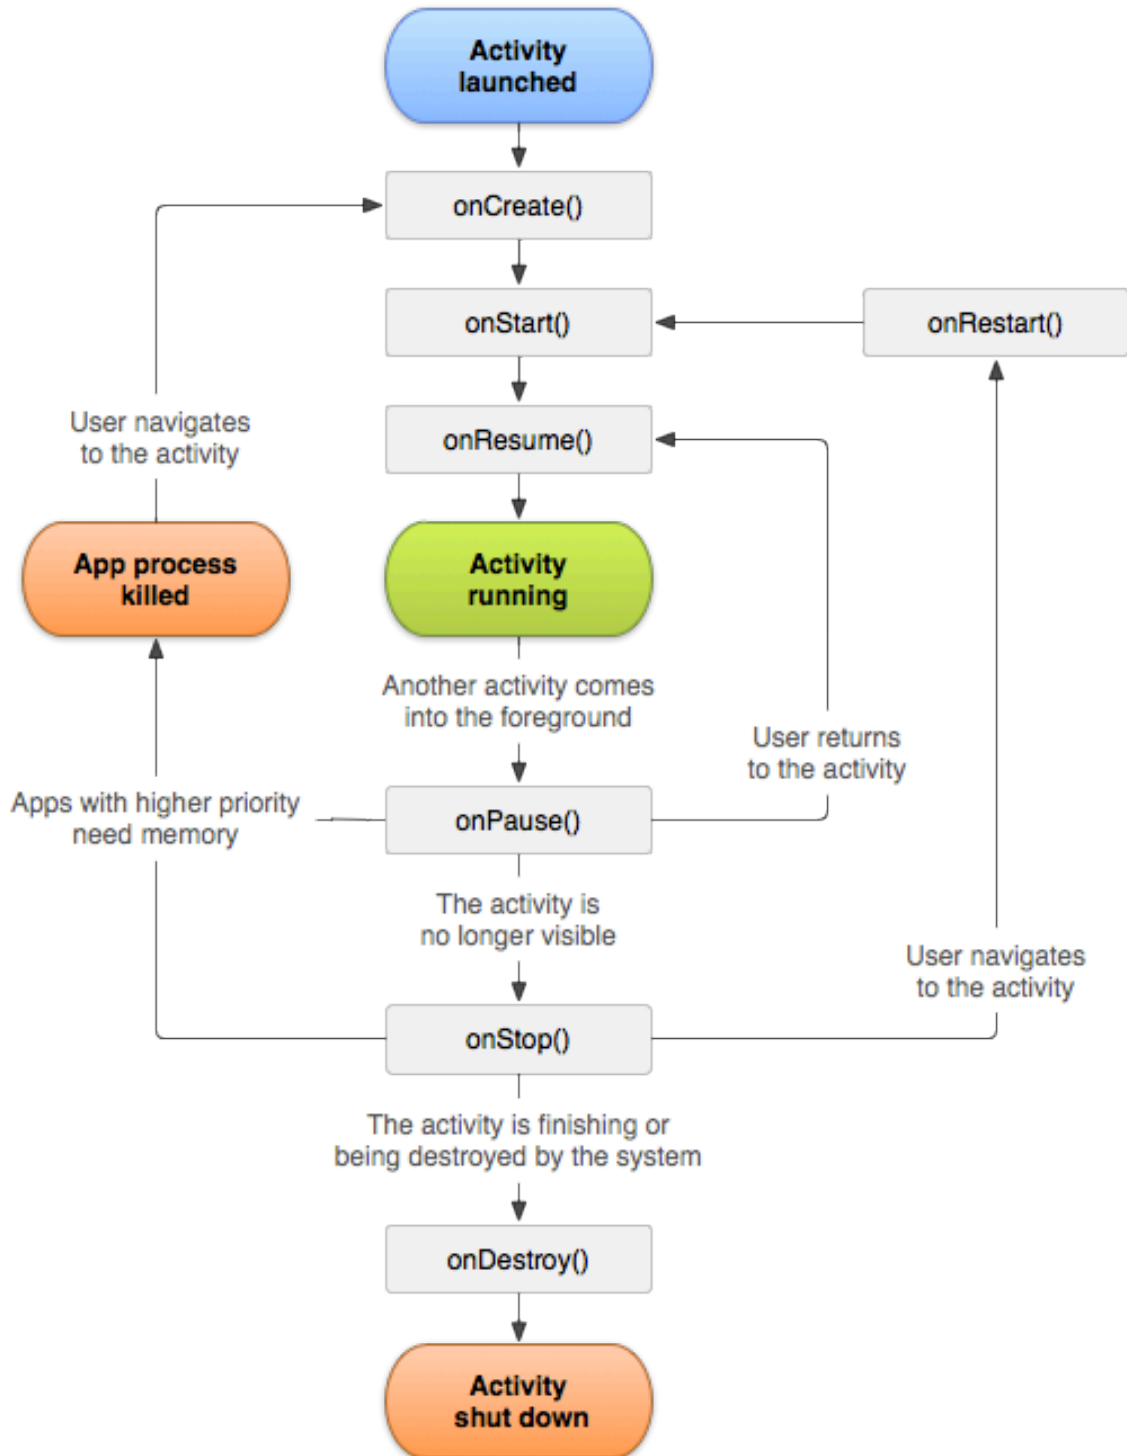 Activity
launched
onCreate()
onStart()
onRestart()
onResume()
User navigates
to the activity
App process
killed
Activity
running
Another activity comes
into the foreground
User returns
to the activity
Apps with higher priority
need memory
onPause()
The activity is
no longer visible
User navigates
to the activity
onStop()
The activity is finishing or
being destroyed by the system
onDestroy()
Activity
shut down